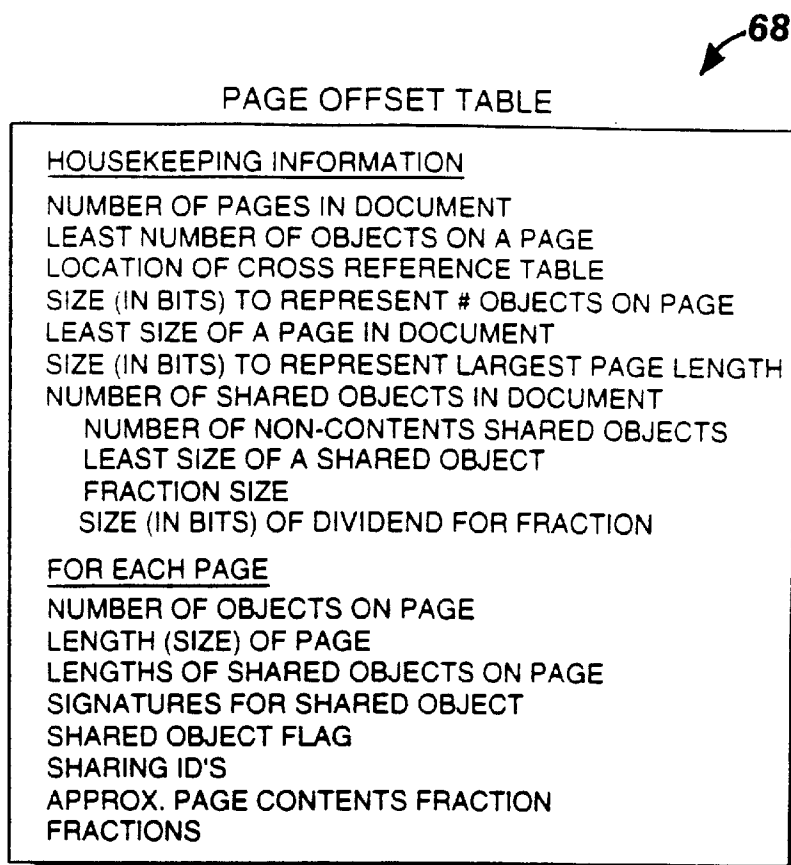 68
PAGE OFFSET TABLE
HOUSEKEEPING INFORMATION
NUMBER OF PAGES IN DOCUMENT
LEAST NUMBER OF OBJECTS ON A PAGE
LOCATION OF CROSS REFERENCE TABLE
SIZE (IN BITS) TO REPRESENT # OBJECTS ON PAGE
LEAST SIZE OF A PAGE IN DOCUMENT
SIZE (IN BITS) TO REPRESENT LARGEST PAGE LENGTH
NUMBER OF SHARED OBJECTS IN DOCUMENT
NUMBER OF NON-CONTENTS SHARED OBJECTS
LEAST SIZE OF A SHARED OBJECT
FRACTION SIZE
SIZE (IN BITS) OF DIVIDEND FOR FRACTION
FOR EACH PAGE
NUMBER OF OBJECTS ON PAGE
LENGTH (SIZE) OF PAGE
LENGTHS OF SHARED OBJECTS ON PAGE
SIGNATURES FOR SHARED OBJECT
SHARED OBJECT FLAG
SHARING ID'S
APPROX. PAGE CONTENTS FRACTION
FRACTIONS